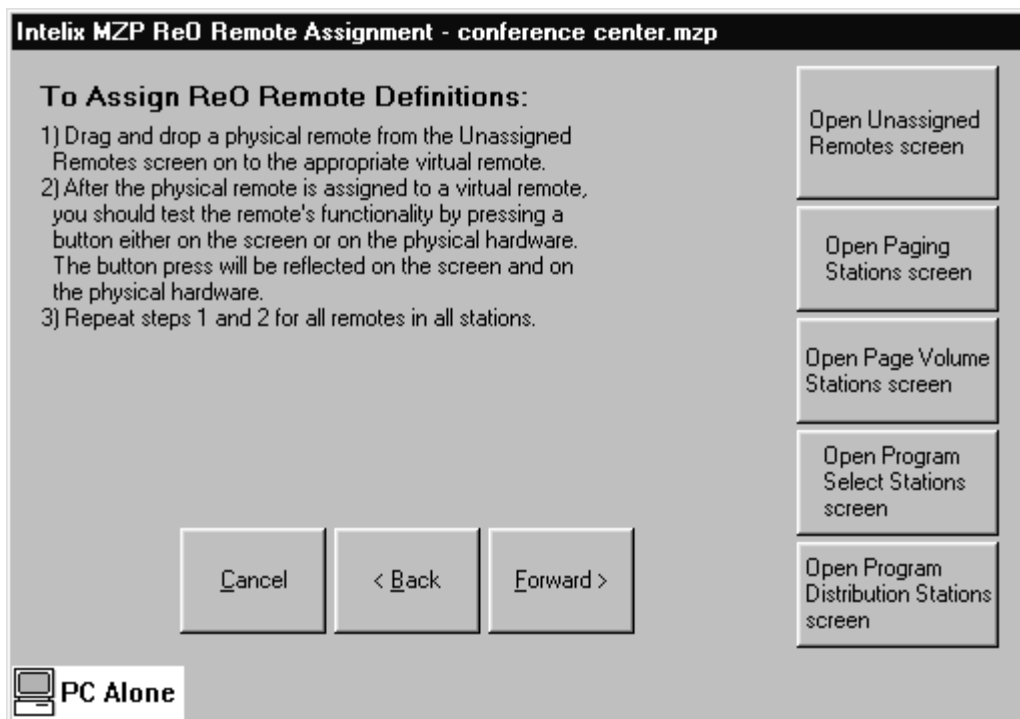 Intelix MZP ReO Remote Assignment - conference center.mzp
To Assign ReO Remote Definitions:
1) Drag and drop a physical remote from the Unassigned
Remotes screen on to the appropriate virtual remote.
2) After the physical remote is assigned to a virtual remote,
you should test the remote's functionality by pressing a
button either on the screen or on the physical hardware.
The button press will be reflected on the screen and on
the physical hardware.
3) Repeat steps 1 and 2 for all remotes in all stations.
Open Unassigned
Remotes screen
Open Paging
Stations screen
Open Page Volume
Stations screen
Open Program
Select Stations
screen
Open Program
Distribution Stations
screen
Cancel
< Back
Forward >
PC Alone